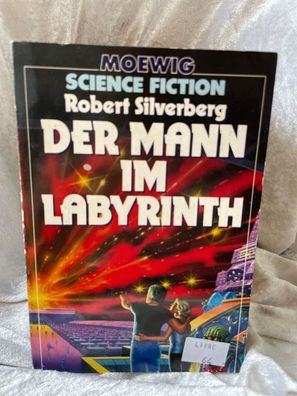 MOEWIG
SCIENCE FICTION
Robert Silverberg
DER MANN
IM
LABYRINTH